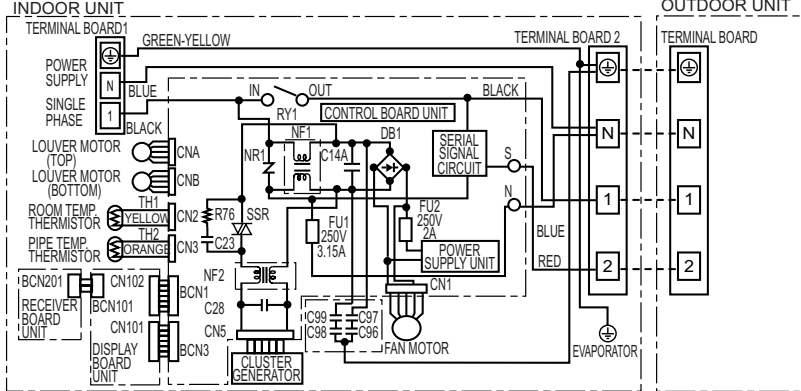 INDOOR UNIT
OUTDOOR UNIT
TERMINAL BOARD1
GREEN-YELLOW
TERMINAL BOARD 2
TERMINAL BOARD
POWER
SUPPLY
N
BLUE
SINGLE
PHASE
1
BLACK
IN
OUT
RY1
BLACK
CONTROL BOARD UNIT
N
N
LOUVER MOTOR
(TOP)
CNA
LOUVER MOTOR
(BOTTOM)
CNB
NR1
NF1
C14A
DB1
SERIAL
SIGNAL
CIRCUIT
S
N
ROOM TEMP.
THERMISTOR
TH1
YELLOW
CN2
R76
SSR
1
1
PIPE TEMP.
THERMISTOR
TH2
ORANGE
CN3
C23
FU1
250V
3.15A
FU2
250V
2A
BLUE
POWER
SUPPLY UNIT
RED
2
2
NF2
BCN201
CN102
RECEIVER
BOARD
UNIT
BCN101
BCN1
C28
CN1
CN101
DISPLAY
BOARD
UNIT
BCN3
CN5
C99
C98
C97
C96
FAN MOTOR
CLUSTER
GENERATOR
EVAPORATOR